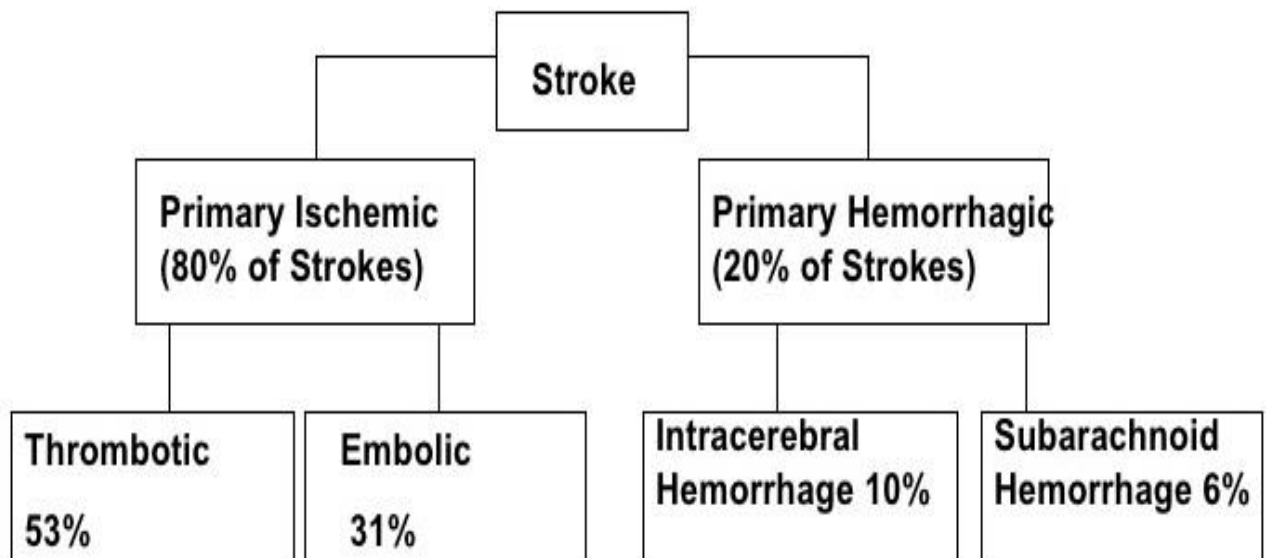 Stroke
Primary Ischemic
(80% of Strokes)
Primary Hemorrhagic
(20% of Strokes)
Thrombotic
53%
Embolic
31%
Intracerebral
Hemorrhage 10%
Subarachnoid
Hemorrhage 6%